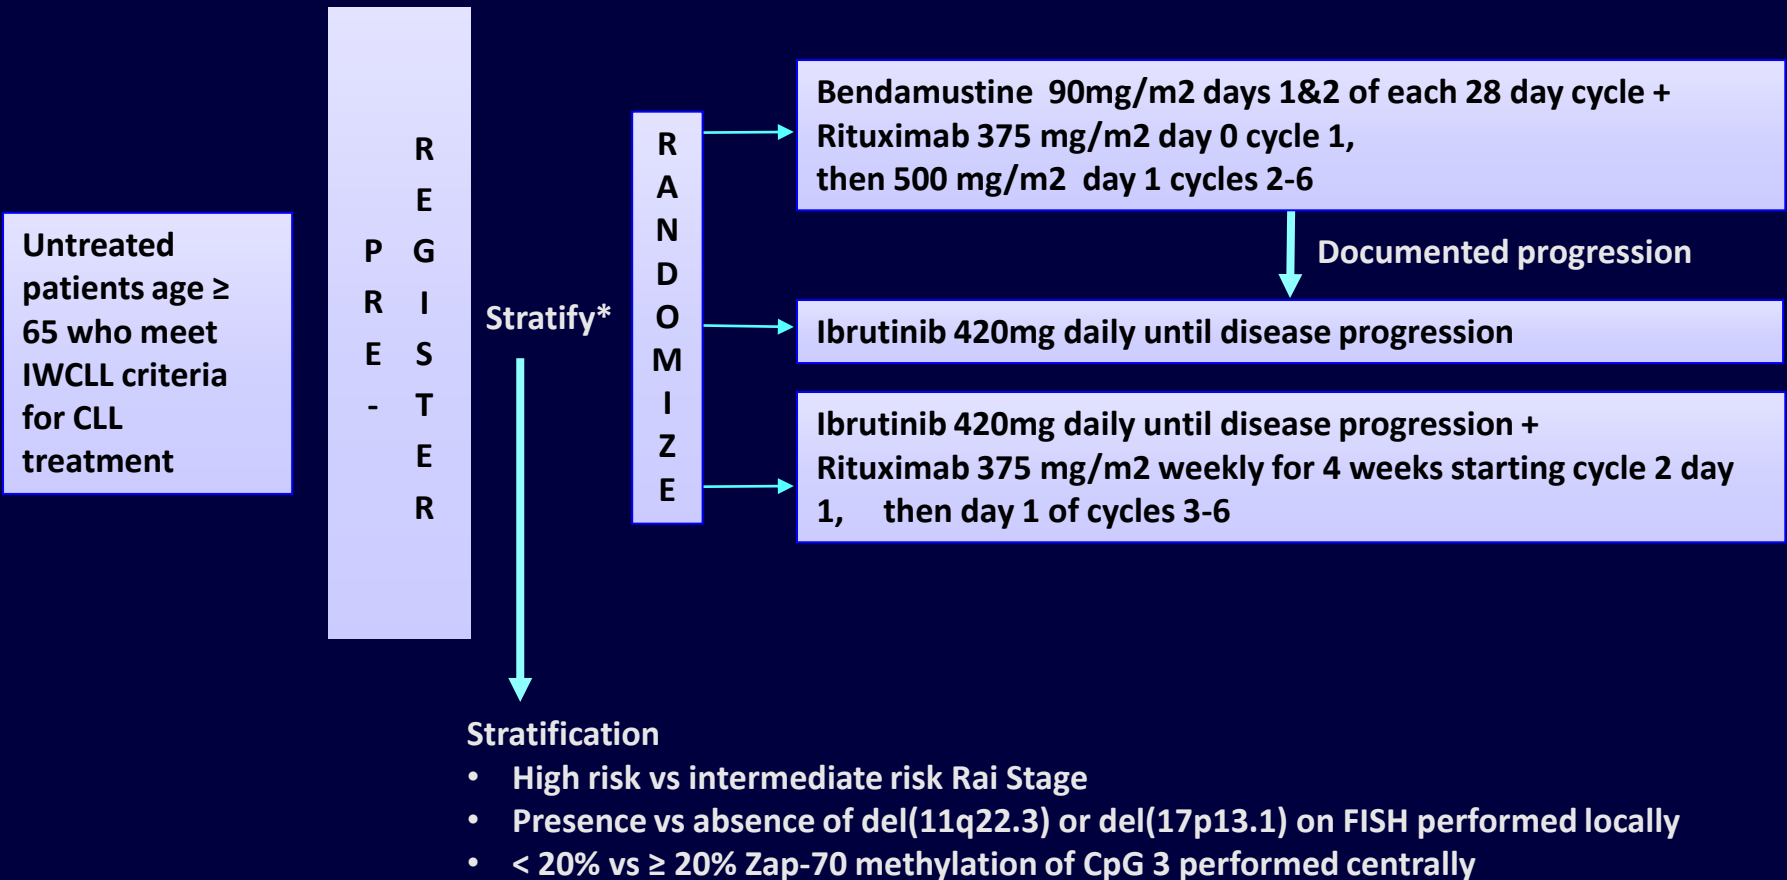 Untreated
patients age ≥
65 who meet
IWCLL criteria
for CLL
treatment
PRE-
REGISTER
Stratify*
RANDOMIZE
Bendamustine 90mg/m2 days 1&2 of each 28 day cycle +
Rituximab 375 mg/m2 day 0 cycle 1,
then 500 mg/m2 day 1 cycles 2-6
Documented progression
Ibrutinib 420mg daily until disease progression
Ibrutinib 420mg daily until disease progression +
Rituximab 375 mg/m2 weekly for 4 weeks starting cycle 2 day
1, then day 1 of cycles 3-6
Stratification
• High risk vs intermediate risk Rai Stage
• Presence vs absence of del(11q22.3) or del(17p13.1) on FISH performed locally
• < 20% vs ≥ 20% Zap-70 methylation of CpG 3 performed centrally